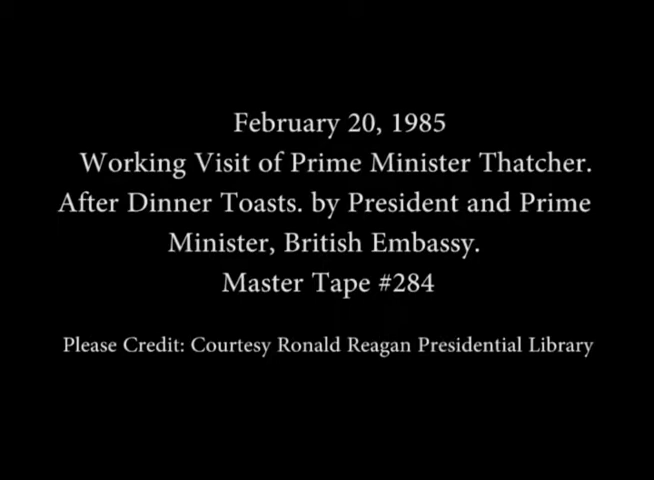 February 20, 1985
Working Visit of Prime Minister Thatcher.
After Dinner Toasts. by President and Prime
Minister, British Embassy.
Master Tape #284
Please Credit: Courtesy Ronald Reagan Presidential Library